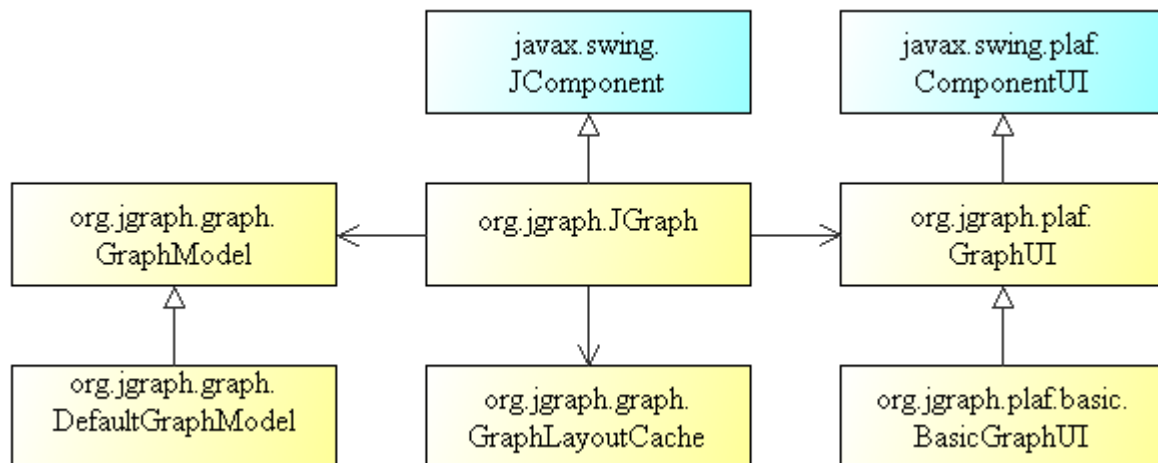 javax.swing.
JComponent
javax.swing.plaf.
ComponentUI
org.jgraph.graph.
GraphModel
org.jgraph.JGraph
org.jgraph.plaf.
GraphUI
org.jgraph.graph.
DefaultGraphModel
org.jgraph.graph.
GraphLayoutCache
org.jgraph.plaf.basic.
BasicGraphUI